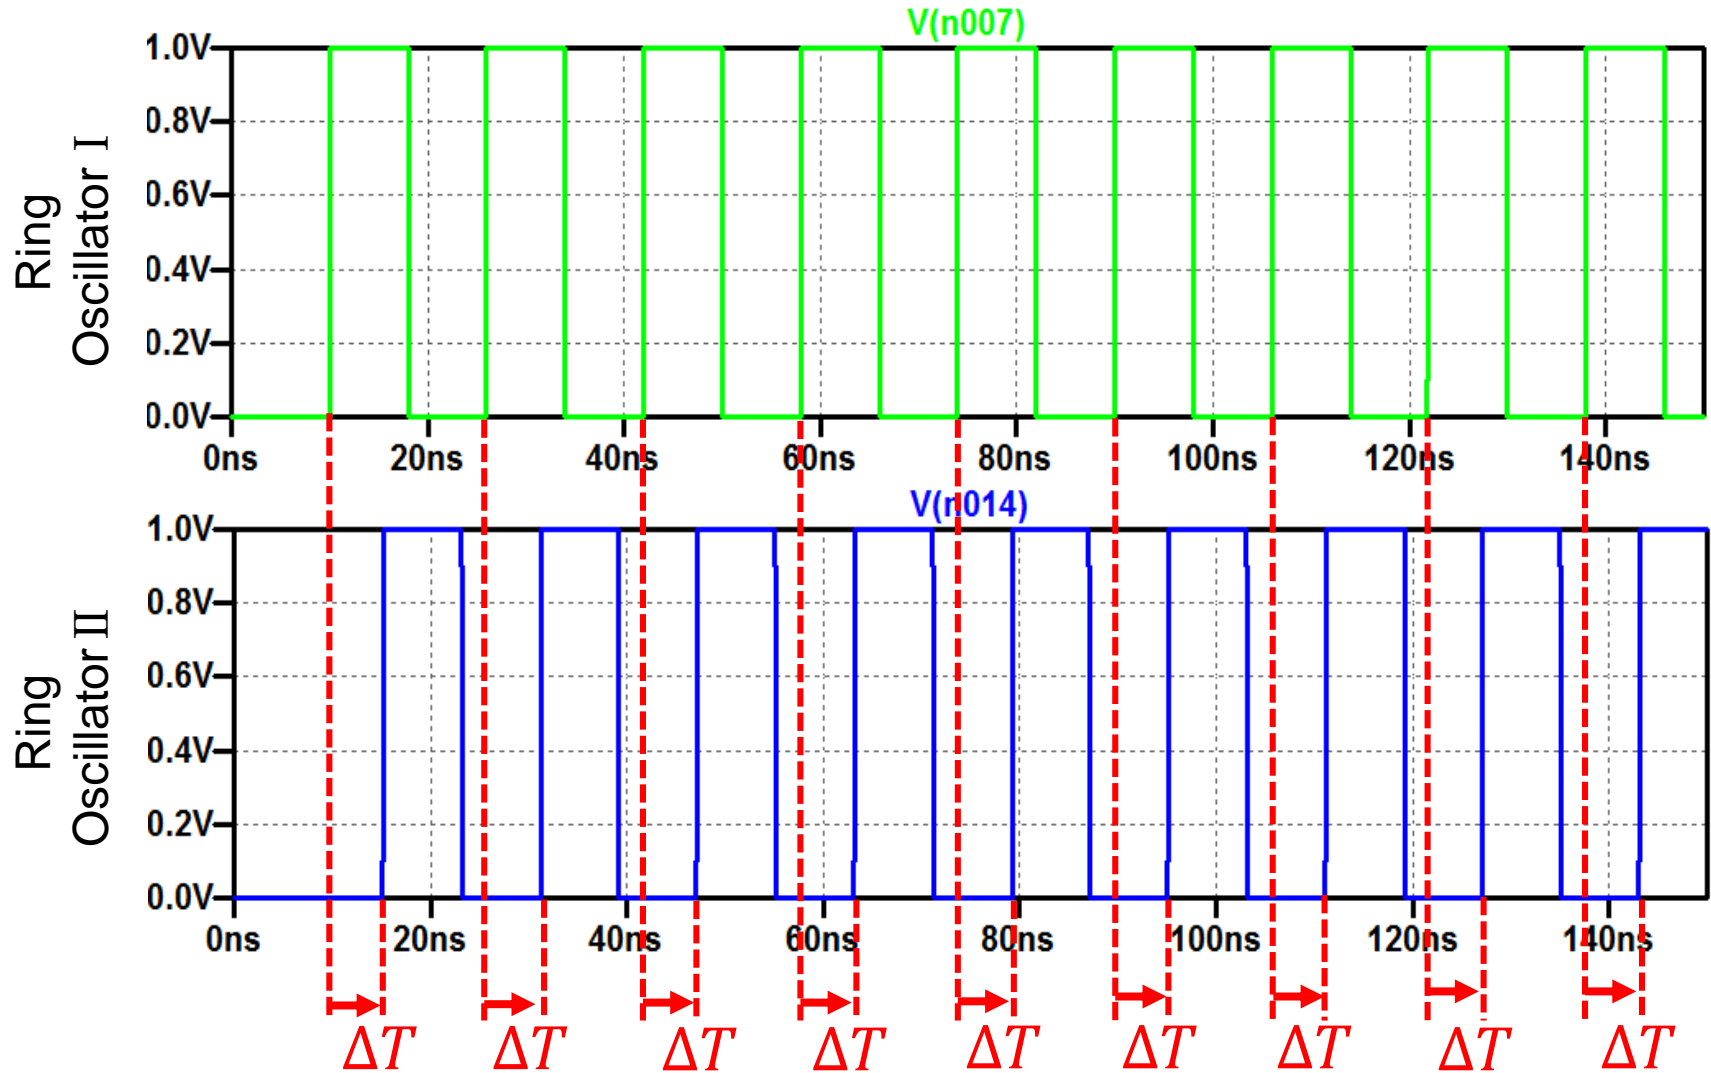 V(n007)
Ring
Oscillator I
1.0V
0.8V
0.6V
0.4V
0.2V
0.0V
0ns 20ns 40ns 60ns 80ns 100ns 120ns 140ns
V(n014)
Ring
Oscillator II
1.0V
0.8V
0.6V
0.4V
0.2V
0.0V
0ns 20ns 40ns 60ns 80ns 100ns 120ns 140ns
ΔT ΔT ΔT ΔT ΔT ΔT ΔT ΔT ΔT